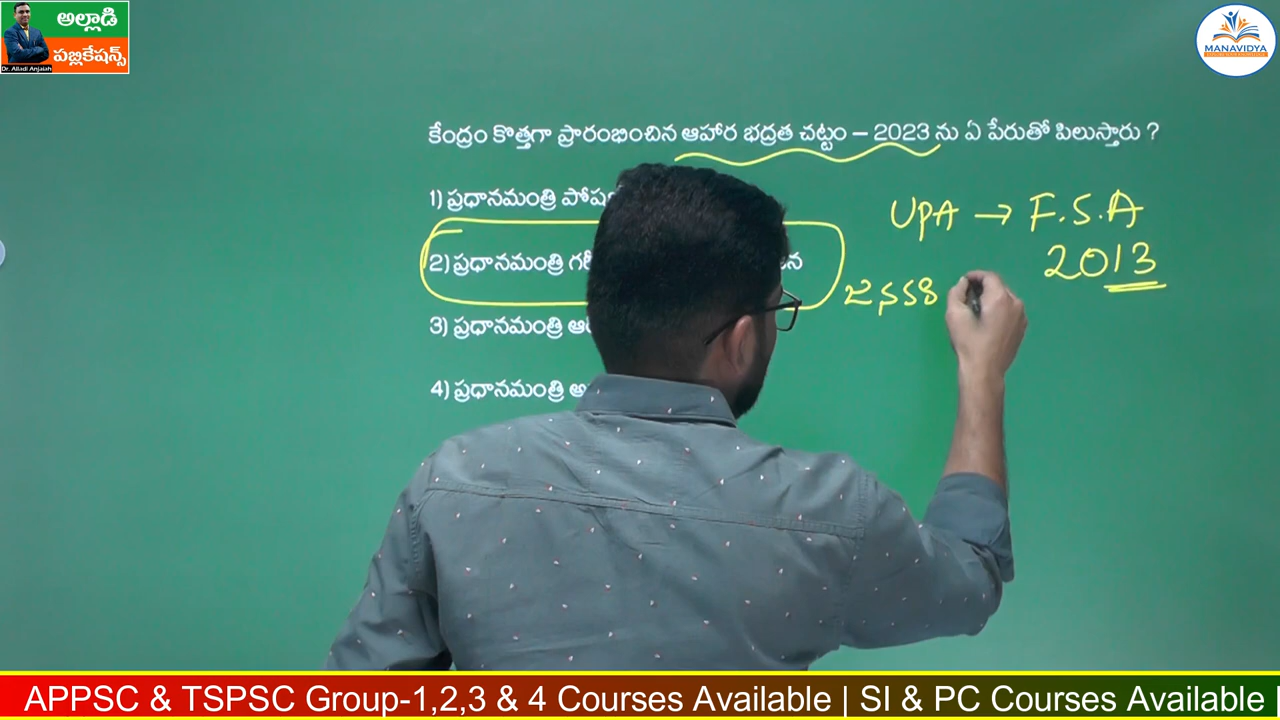 అల్లాడి
పబ్లికేషన్స్
Dr. Alladi Anjaiah
MANAVIDYA
కేంద్రం కొత్తగా ప్రారంభించిన ఆహార భద్రత చట్టం – 2023 ను ఏ పేరుతో పిలుస్తారు ?
1) ప్రధానమంత్రి
2) ప్రధానమంత్రి
3) ప్రధానమంత్రి
4) ప్రధానమంత్రి
UPA → F.S.A
2013
APPSC & TSPSC Group-1,2,3 & 4 Courses Available | SI & PC Courses Available